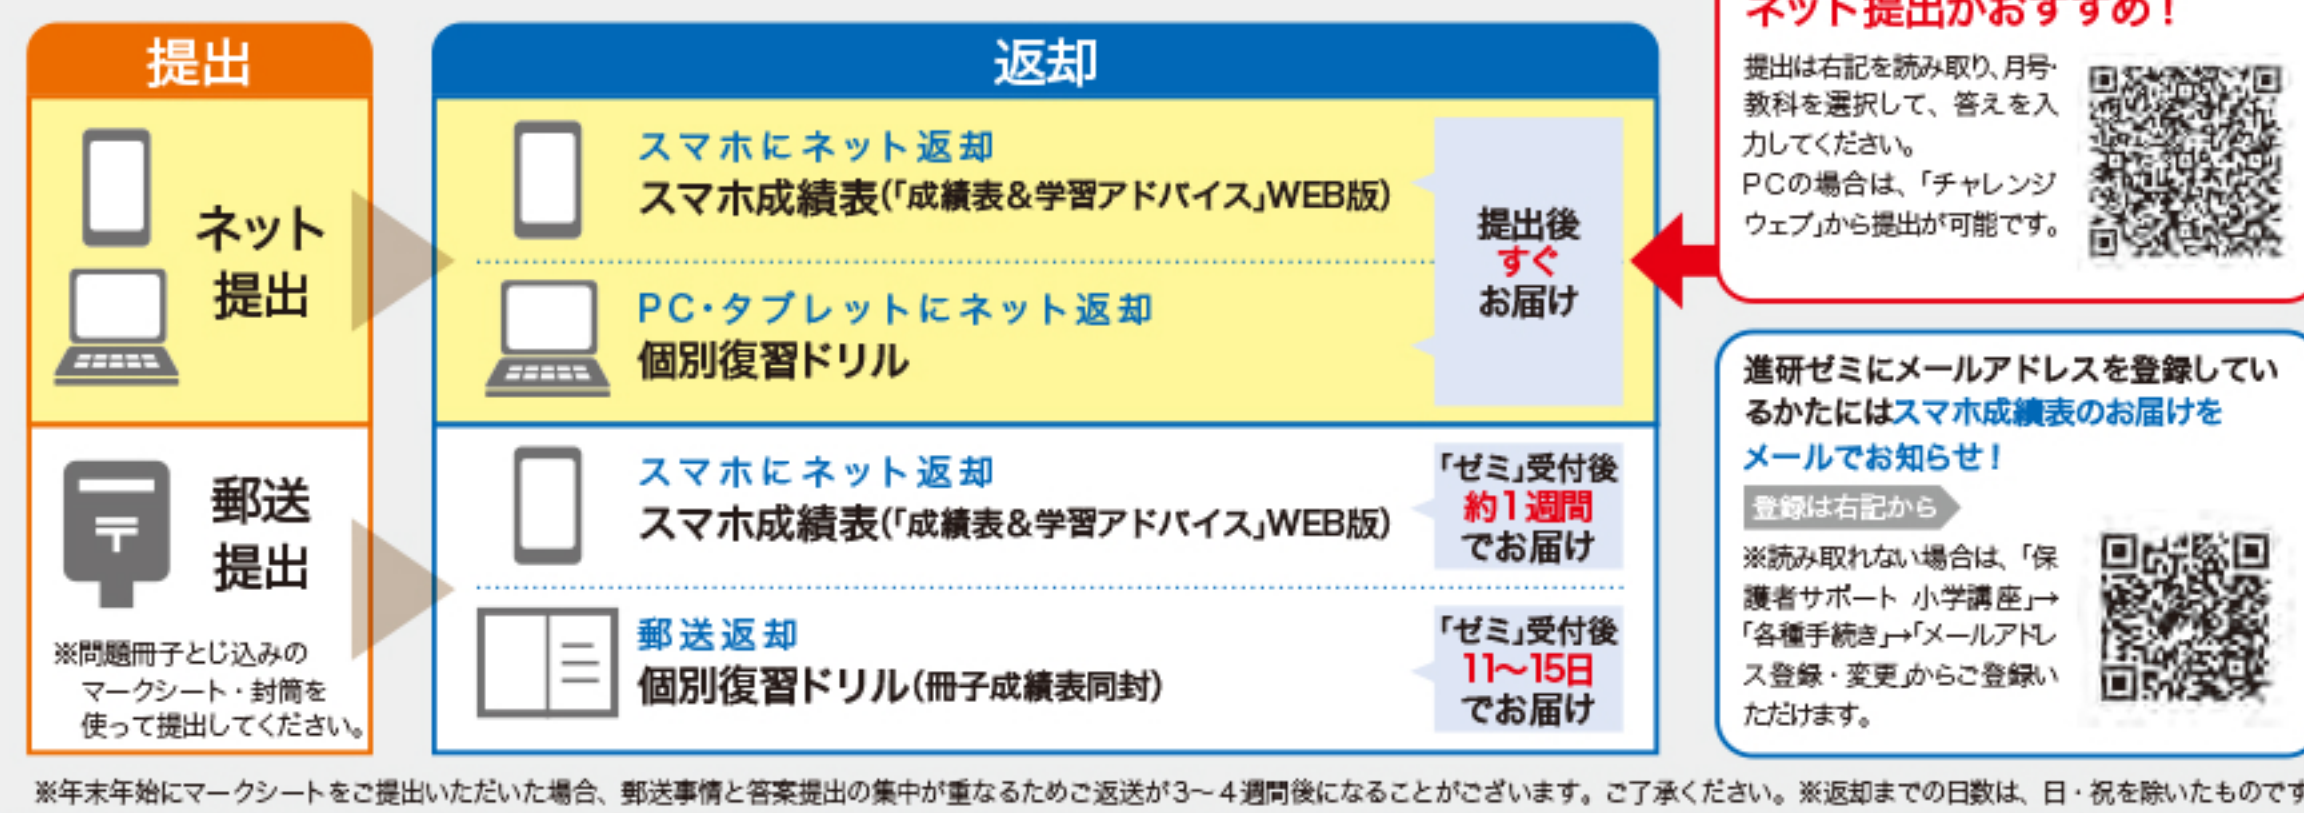 提出
ネット
提出
郵送
提出
※問題冊子とじ込みの
マークシート・封筒を
使って提出してください。
返却
スマホにネット返却
スマホ成績表(「成績表&学習アドバイス」WEB版)
PC・タブレットにネット返却
個別復習ドリル
提出後
すぐ
お届け
スマホにネット返却
スマホ成績表(「成績表&学習アドバイス」WEB版)
「ゼミ」受付後
約1週間
でお届け
郵送返却
個別復習ドリル(冊子成績表同封)
「ゼミ」受付後
11〜15日
でお届け
ネット提出がおすすめ!
提出は右記を読み取り、月号・
教科を選択して、答えを入
力してください。
PCの場合は、「チャレンジ
ウェブ」から提出が可能です。
進研ゼミにメールアドレスを登録してい
るかたにはスマホ成績表のお届けを
メールでお知らせ!
登録は右記から
※読み取れない場合は、「保
護者サポート 小学講座」→
「各種手続き」→「メールアドレ
ス登録・変更」からご登録い
ただけます。
※年末年始にマークシートをご提出いただいた場合、郵送事情と答案提出の集中が重なるためご返送が3〜4週間後になることがございます。ご了承ください。※返却までの日数は、日・祝を除いたものです